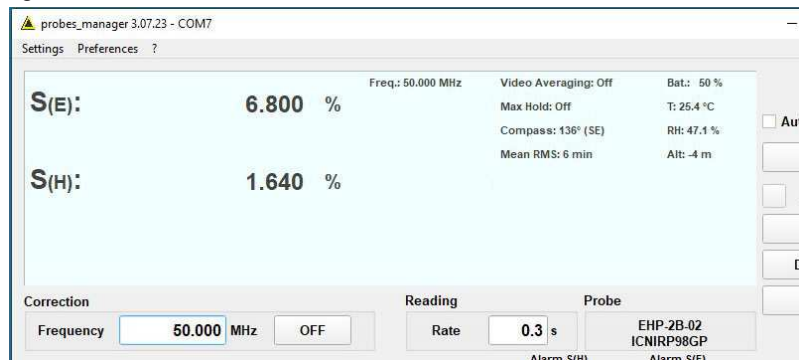 probes_manager 3.07.23 - COM7
Settings Preferences ?
S(E): 6.800 %
Freq.: 50.000 MHz
Video Averaging: Off
Bat.: 50 %
Max Hold: Off
T: 25.4 °C
Compass: 136° (SE)
RH: 47.1 %
Mean RMS: 6 min
Alt: -4 m
S(H): 1.640 %
Correction
Frequency 50.000 MHz OFF
Reading
Rate 0.3 s
Probe
EHP-2B-02
ICNIRP98GP
Alarm S(H) Alarm S(E)